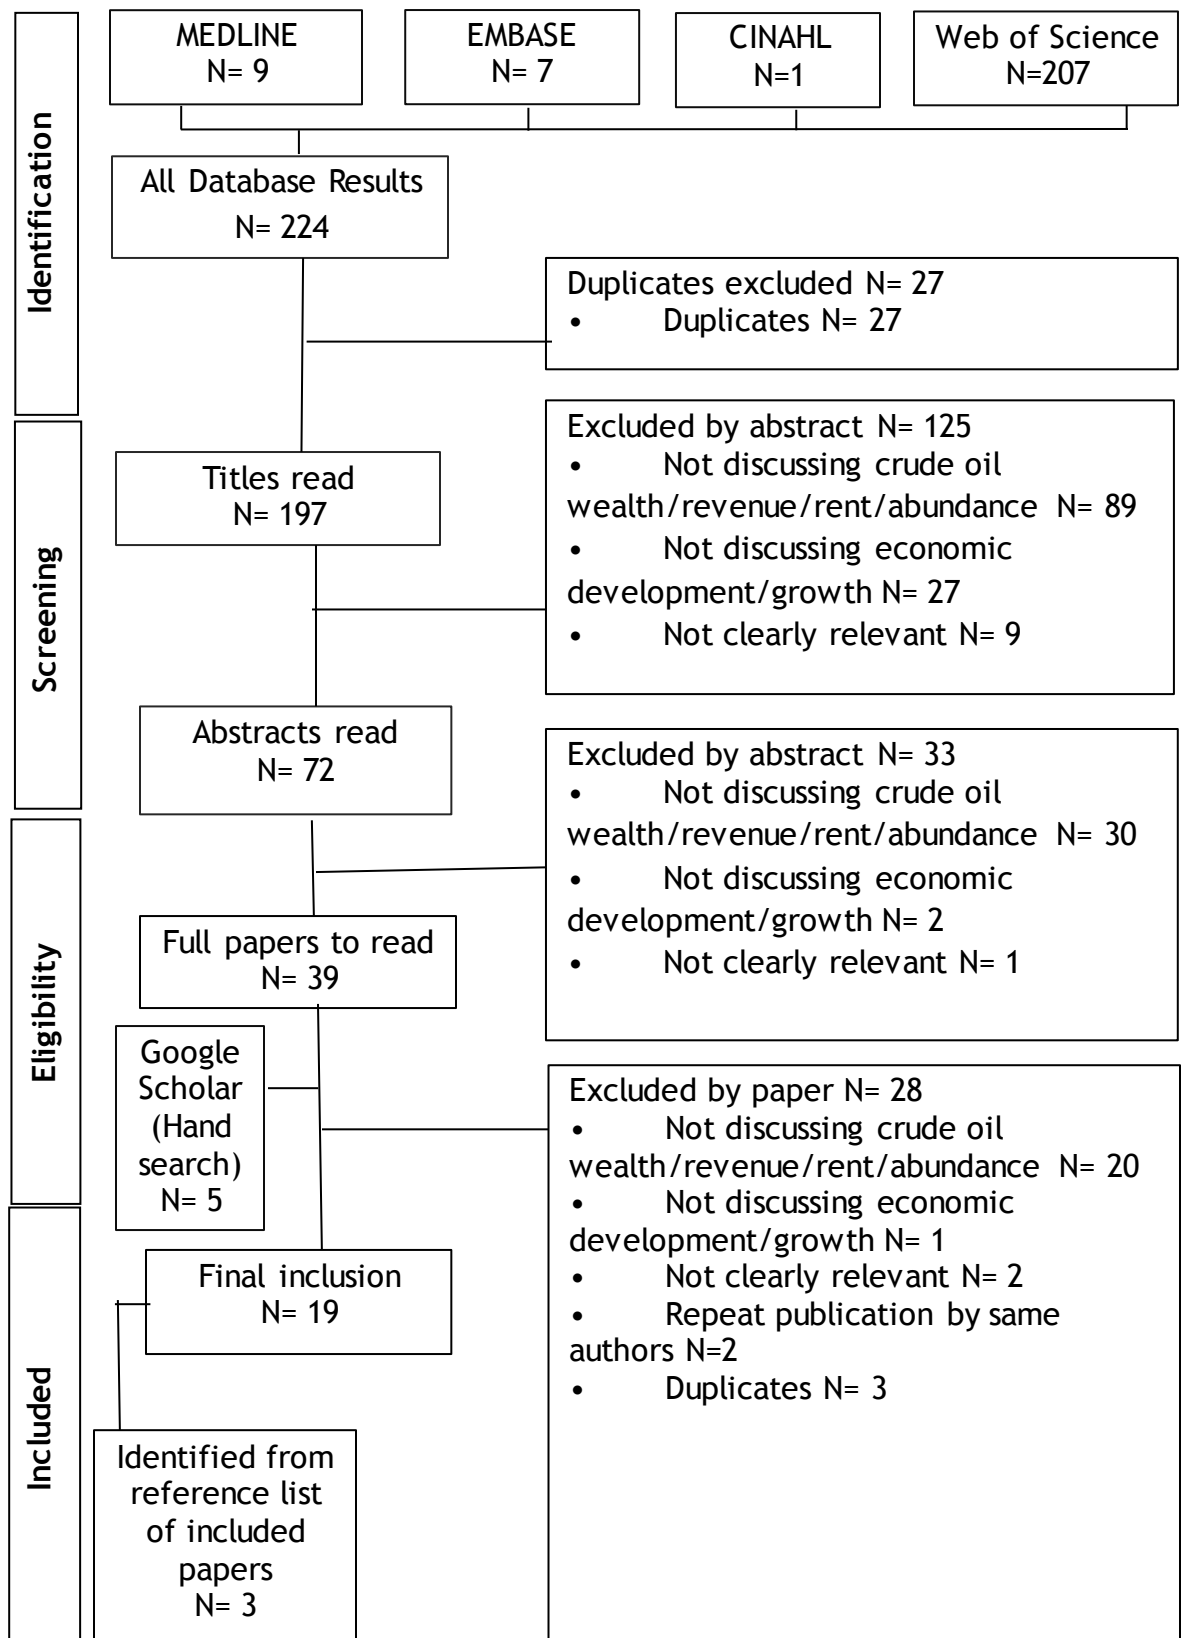 MEDLINE
N= 9
EMBASE
N= 7
CINAHL
N=1
Web of Science
N=207
Identification
All Database Results
N= 224
Duplicates excluded N= 27
• Duplicates N= 27
Screening
Titles read
N= 197
Excluded by abstract N= 125
• Not discussing crude oil
wealth/revenue/rent/abundance N= 89
• Not discussing economic
development/growth N= 27
• Not clearly relevant N= 9
Abstracts read
N= 72
Excluded by abstract N= 33
• Not discussing crude oil
wealth/revenue/rent/abundance N= 30
• Not discussing economic
development/growth N= 2
• Not clearly relevant N= 1
Eligibility
Full papers to read
N= 39
Google
Scholar
(Hand
search)
N= 5
Excluded by paper N= 28
• Not discussing crude oil
wealth/revenue/rent/abundance N= 20
• Not discussing economic
development/growth N= 1
• Not clearly relevant N= 2
• Repeat publication by same
authors N=2
• Duplicates N= 3
Included
Final inclusion
N= 19
Identified from
reference list
of included
papers
N= 3